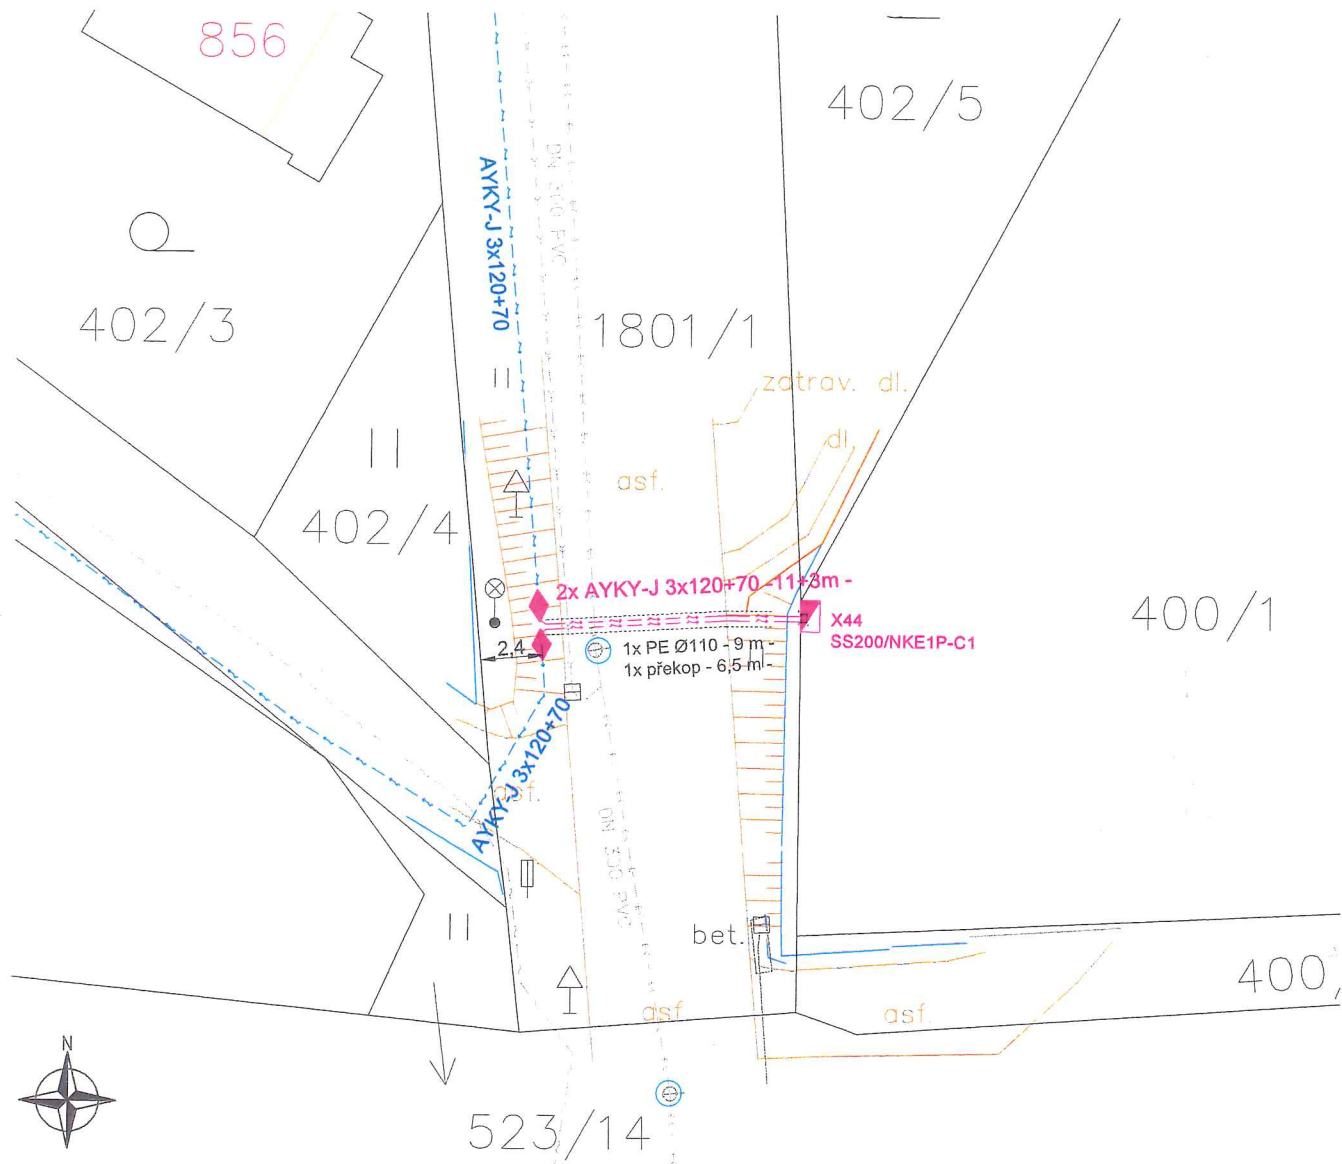 856
402/5
DN 300 PVC
AYKY-J 3x120+70
402/3
1801/1
zatrav. dl.
dl.
asf.
402/4
2x AYKY-J 3x120+70 -11+3m -
X44
SS200/NKE1P-C1
400/1
2,4
1x PE Ø110 - 9 m -
1x překop - 6,5 m -
AYKY-J 3x120+70
asf.
DN 300 PVC
bet.
400/
asf
asf.
N
523/14